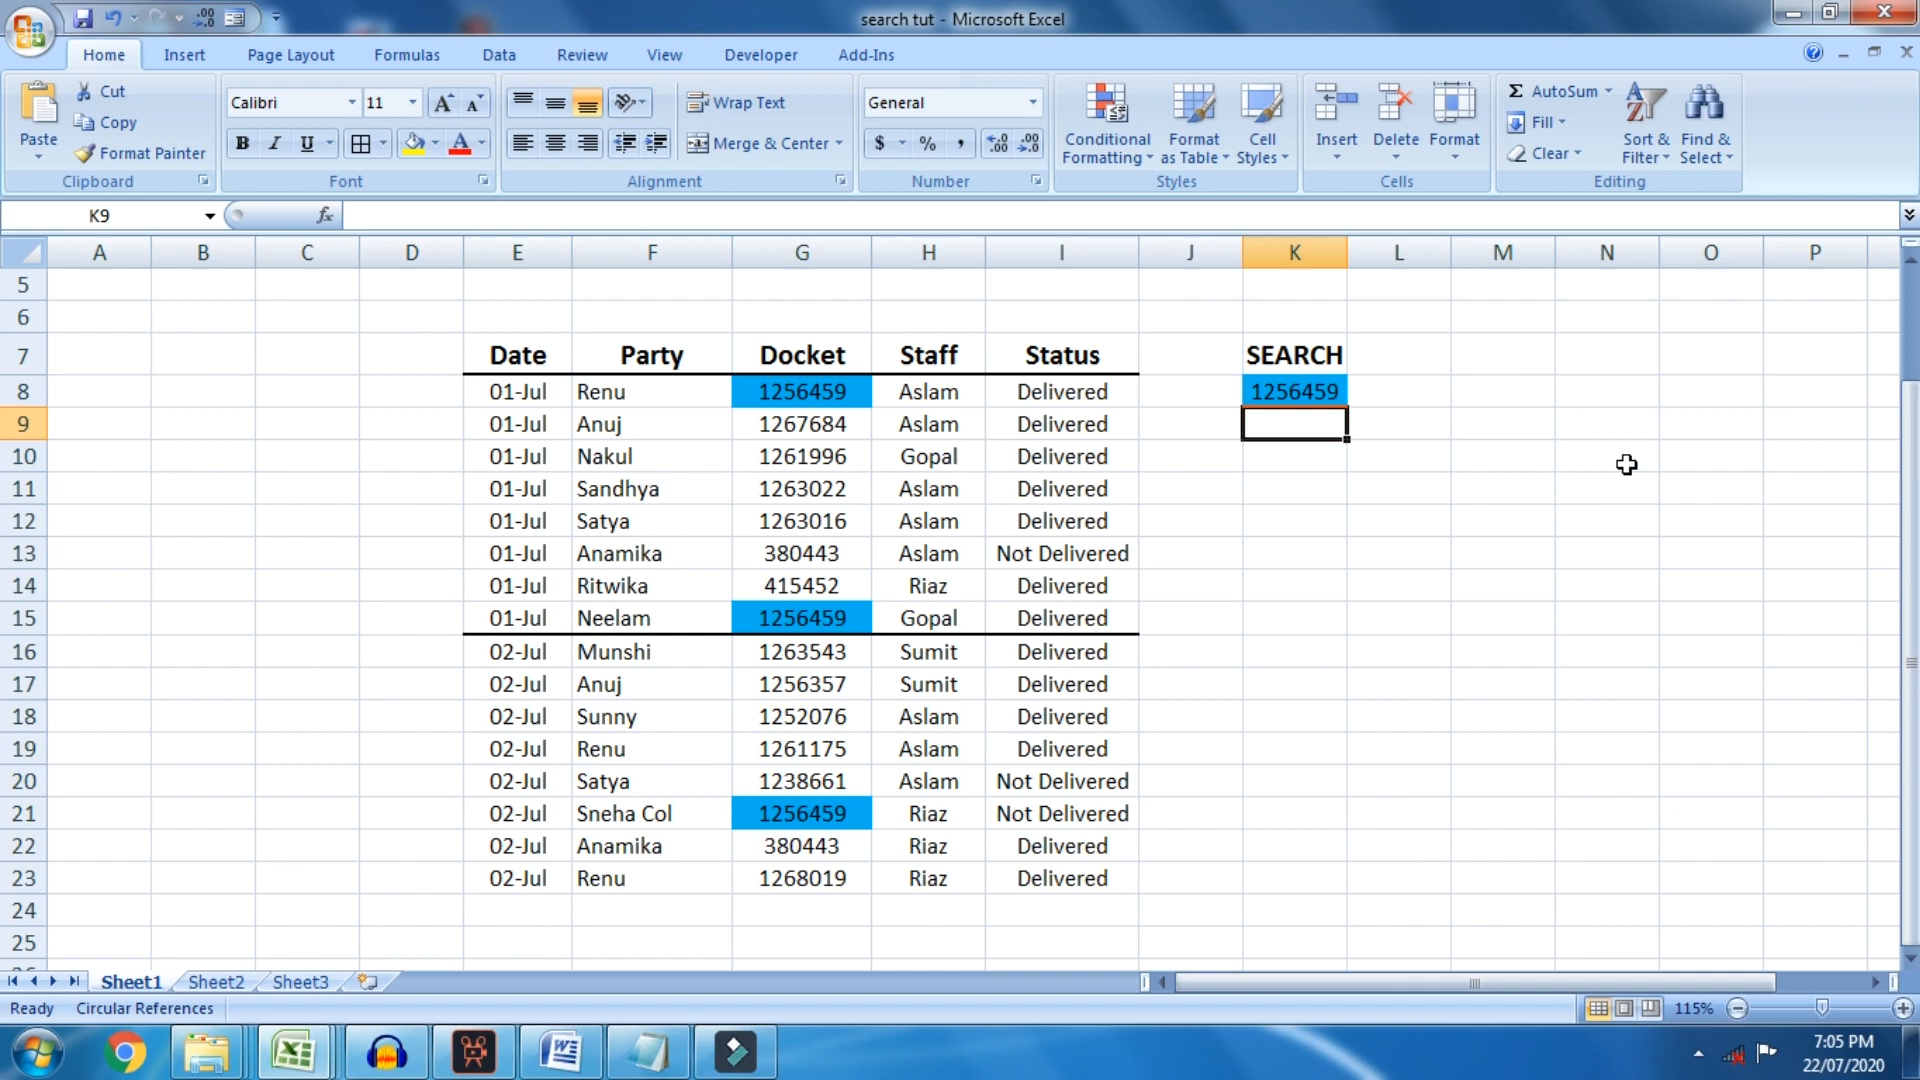 search tut - Microsoft Excel
Home Insert Page Layout Formulas Data Review View Developer Add-Ins
Paste Cut Copy Format Painter
Calibri 11
Wrap Text
Merge & Center
General
$ % ,
Conditional Formatting Format as Table Cell Styles
Insert Delete Format
Σ AutoSum Fill Clear
Sort & Filter Find & Select
Clipboard Font Alignment Number Styles Cells Editing
K9 fx
A B C D E F G H I J K L M N O P
5
6
7 Date Party Docket Staff Status SEARCH
8 01-Jul Renu 1256459 Aslam Delivered 1256459
9 01-Jul Anuj 1267684 Aslam Delivered
10 01-Jul Nakul 1261996 Gopal Delivered
11 01-Jul Sandhya 1263022 Aslam Delivered
12 01-Jul Satya 1263016 Aslam Delivered
13 01-Jul Anamika 380443 Aslam Not Delivered
14 01-Jul Ritwika 415452 Riaz Delivered
15 01-Jul Neelam 1256459 Gopal Delivered
16 02-Jul Munshi 1263543 Sumit Delivered
17 02-Jul Anuj 1256357 Sumit Delivered
18 02-Jul Sunny 1252076 Aslam Delivered
19 02-Jul Renu 1261175 Aslam Delivered
20 02-Jul Satya 1238661 Aslam Not Delivered
21 02-Jul Sneha Col 1256459 Riaz Not Delivered
22 02-Jul Anamika 380443 Riaz Delivered
23 02-Jul Renu 1268019 Riaz Delivered
24
25
Sheet1 Sheet2 Sheet3
Ready Circular References 115%
7:05 PM
22/07/2020